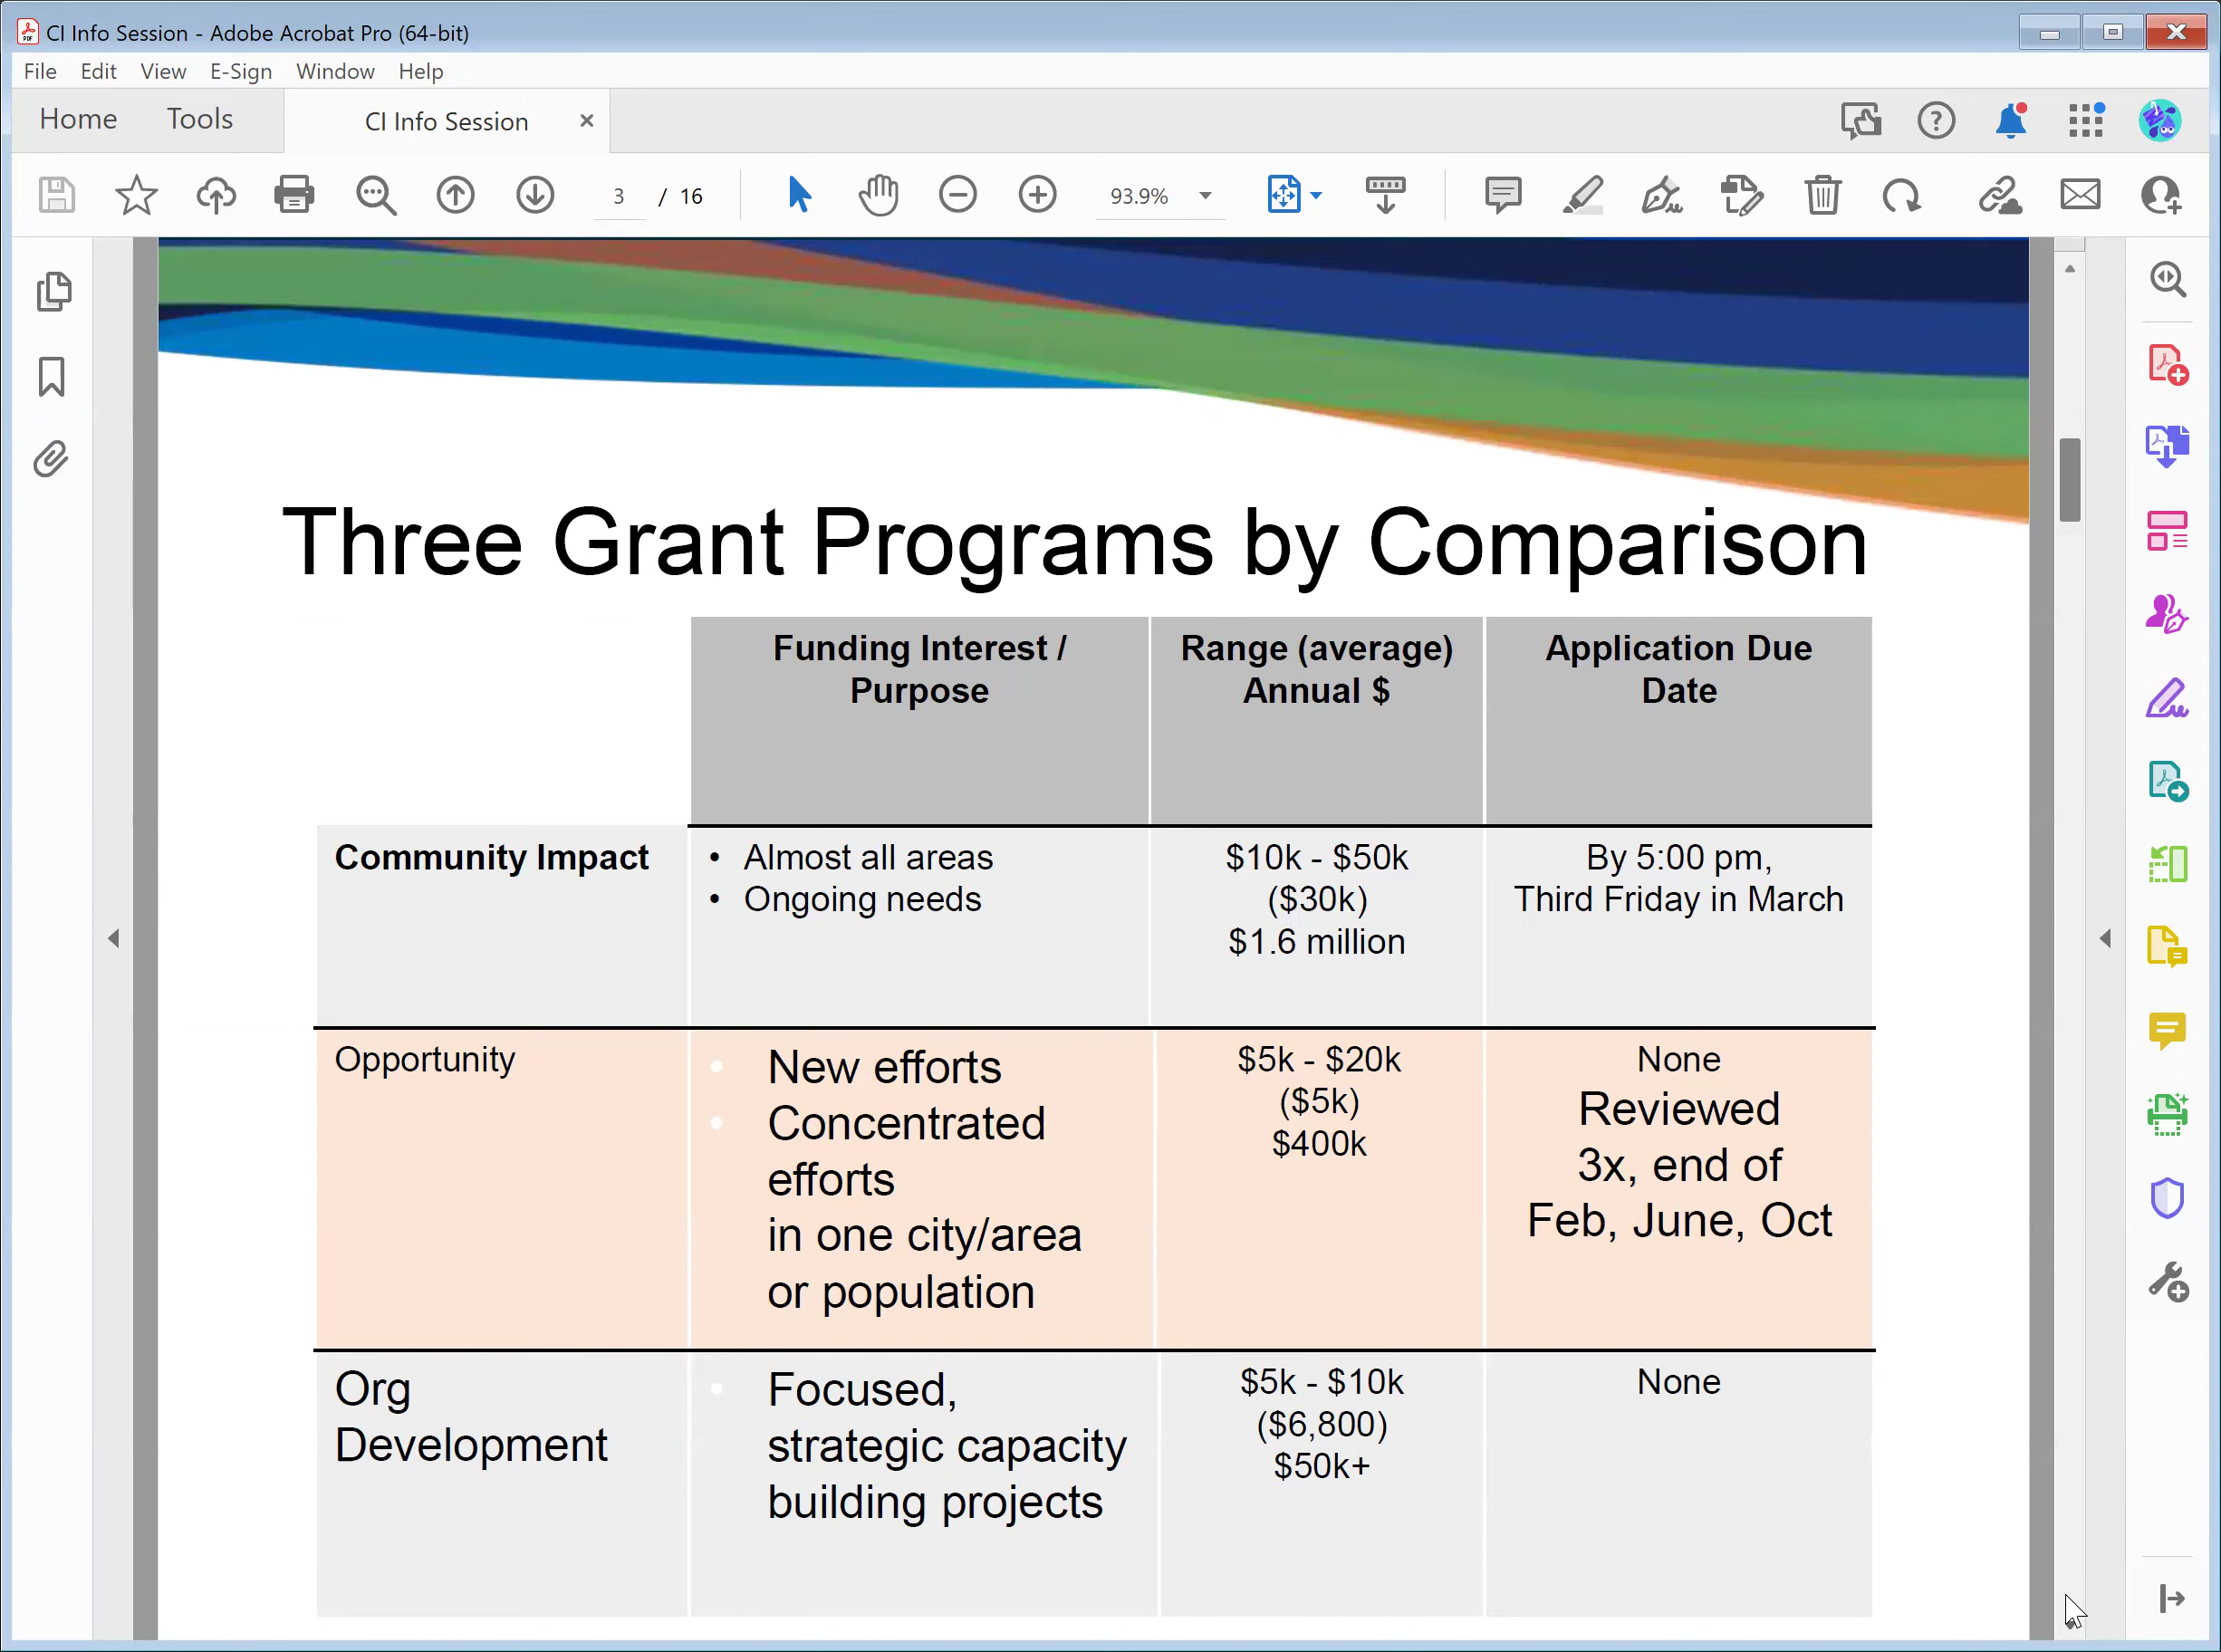 CI Info Session - Adobe Acrobat Pro (64-bit)
File Edit View E-Sign Window Help
Home Tools CI Info Session
3 / 16 93.9%
Three Grant Programs by Comparison
Funding Interest /
Purpose
Range (average)
Annual $
Application Due
Date
Community Impact
• Almost all areas
• Ongoing needs
$10k - $50k
($30k)
$1.6 million
By 5:00 pm,
Third Friday in March
Opportunity
• New efforts
• Concentrated
efforts
in one city/area
or population
$5k - $20k
($5k)
$400k
None
Reviewed
3x, end of
Feb, June, Oct
Org
Development
• Focused,
strategic capacity
building projects
$5k - $10k
($6,800)
$50k+
None